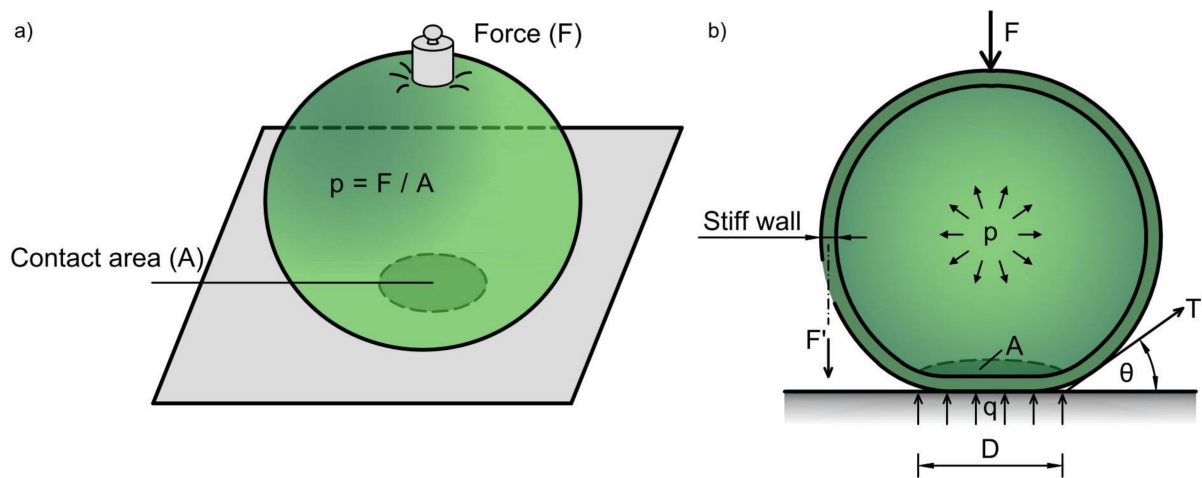 a)
Force (F)
p = F / A
Contact area (A)
b)
F
Stiff wall
p
F'
A
T
θ
q
D